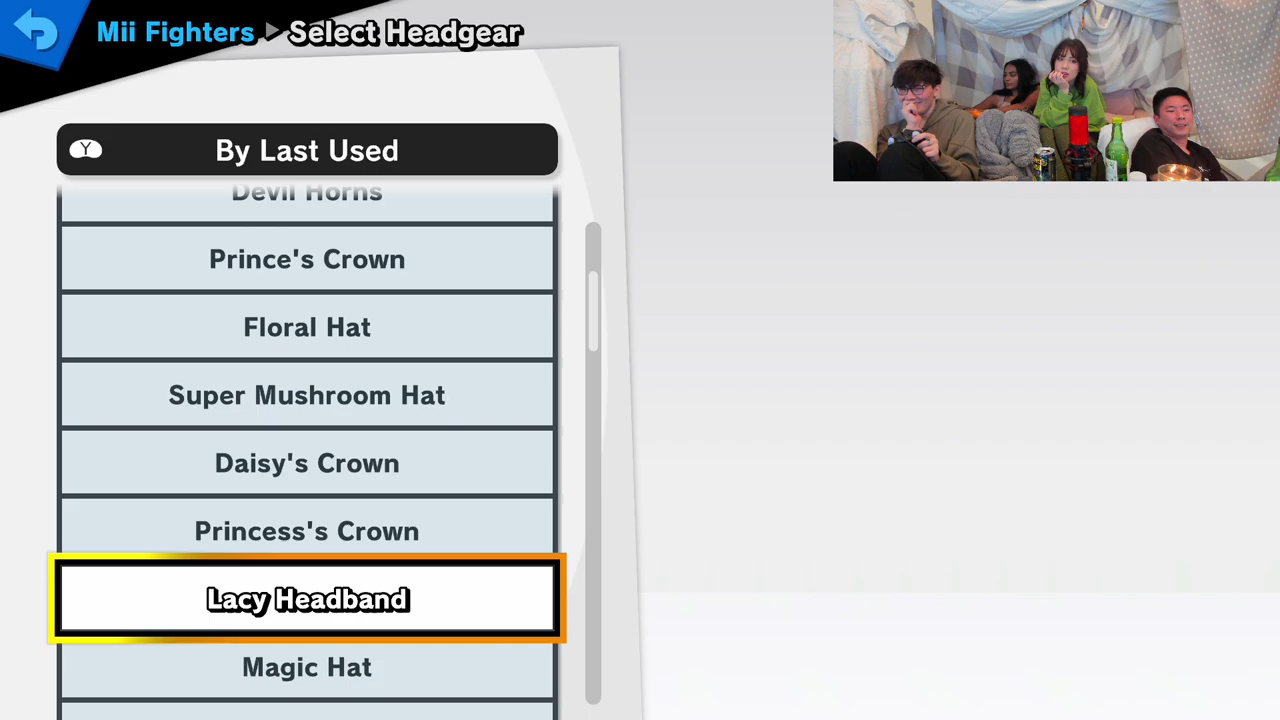 Mii Fighters ▶ Select Headgear
Y By Last Used
Devil Horns
Prince's Crown
Floral Hat
Super Mushroom Hat
Daisy's Crown
Princess's Crown
Lacy Headband
Magic Hat